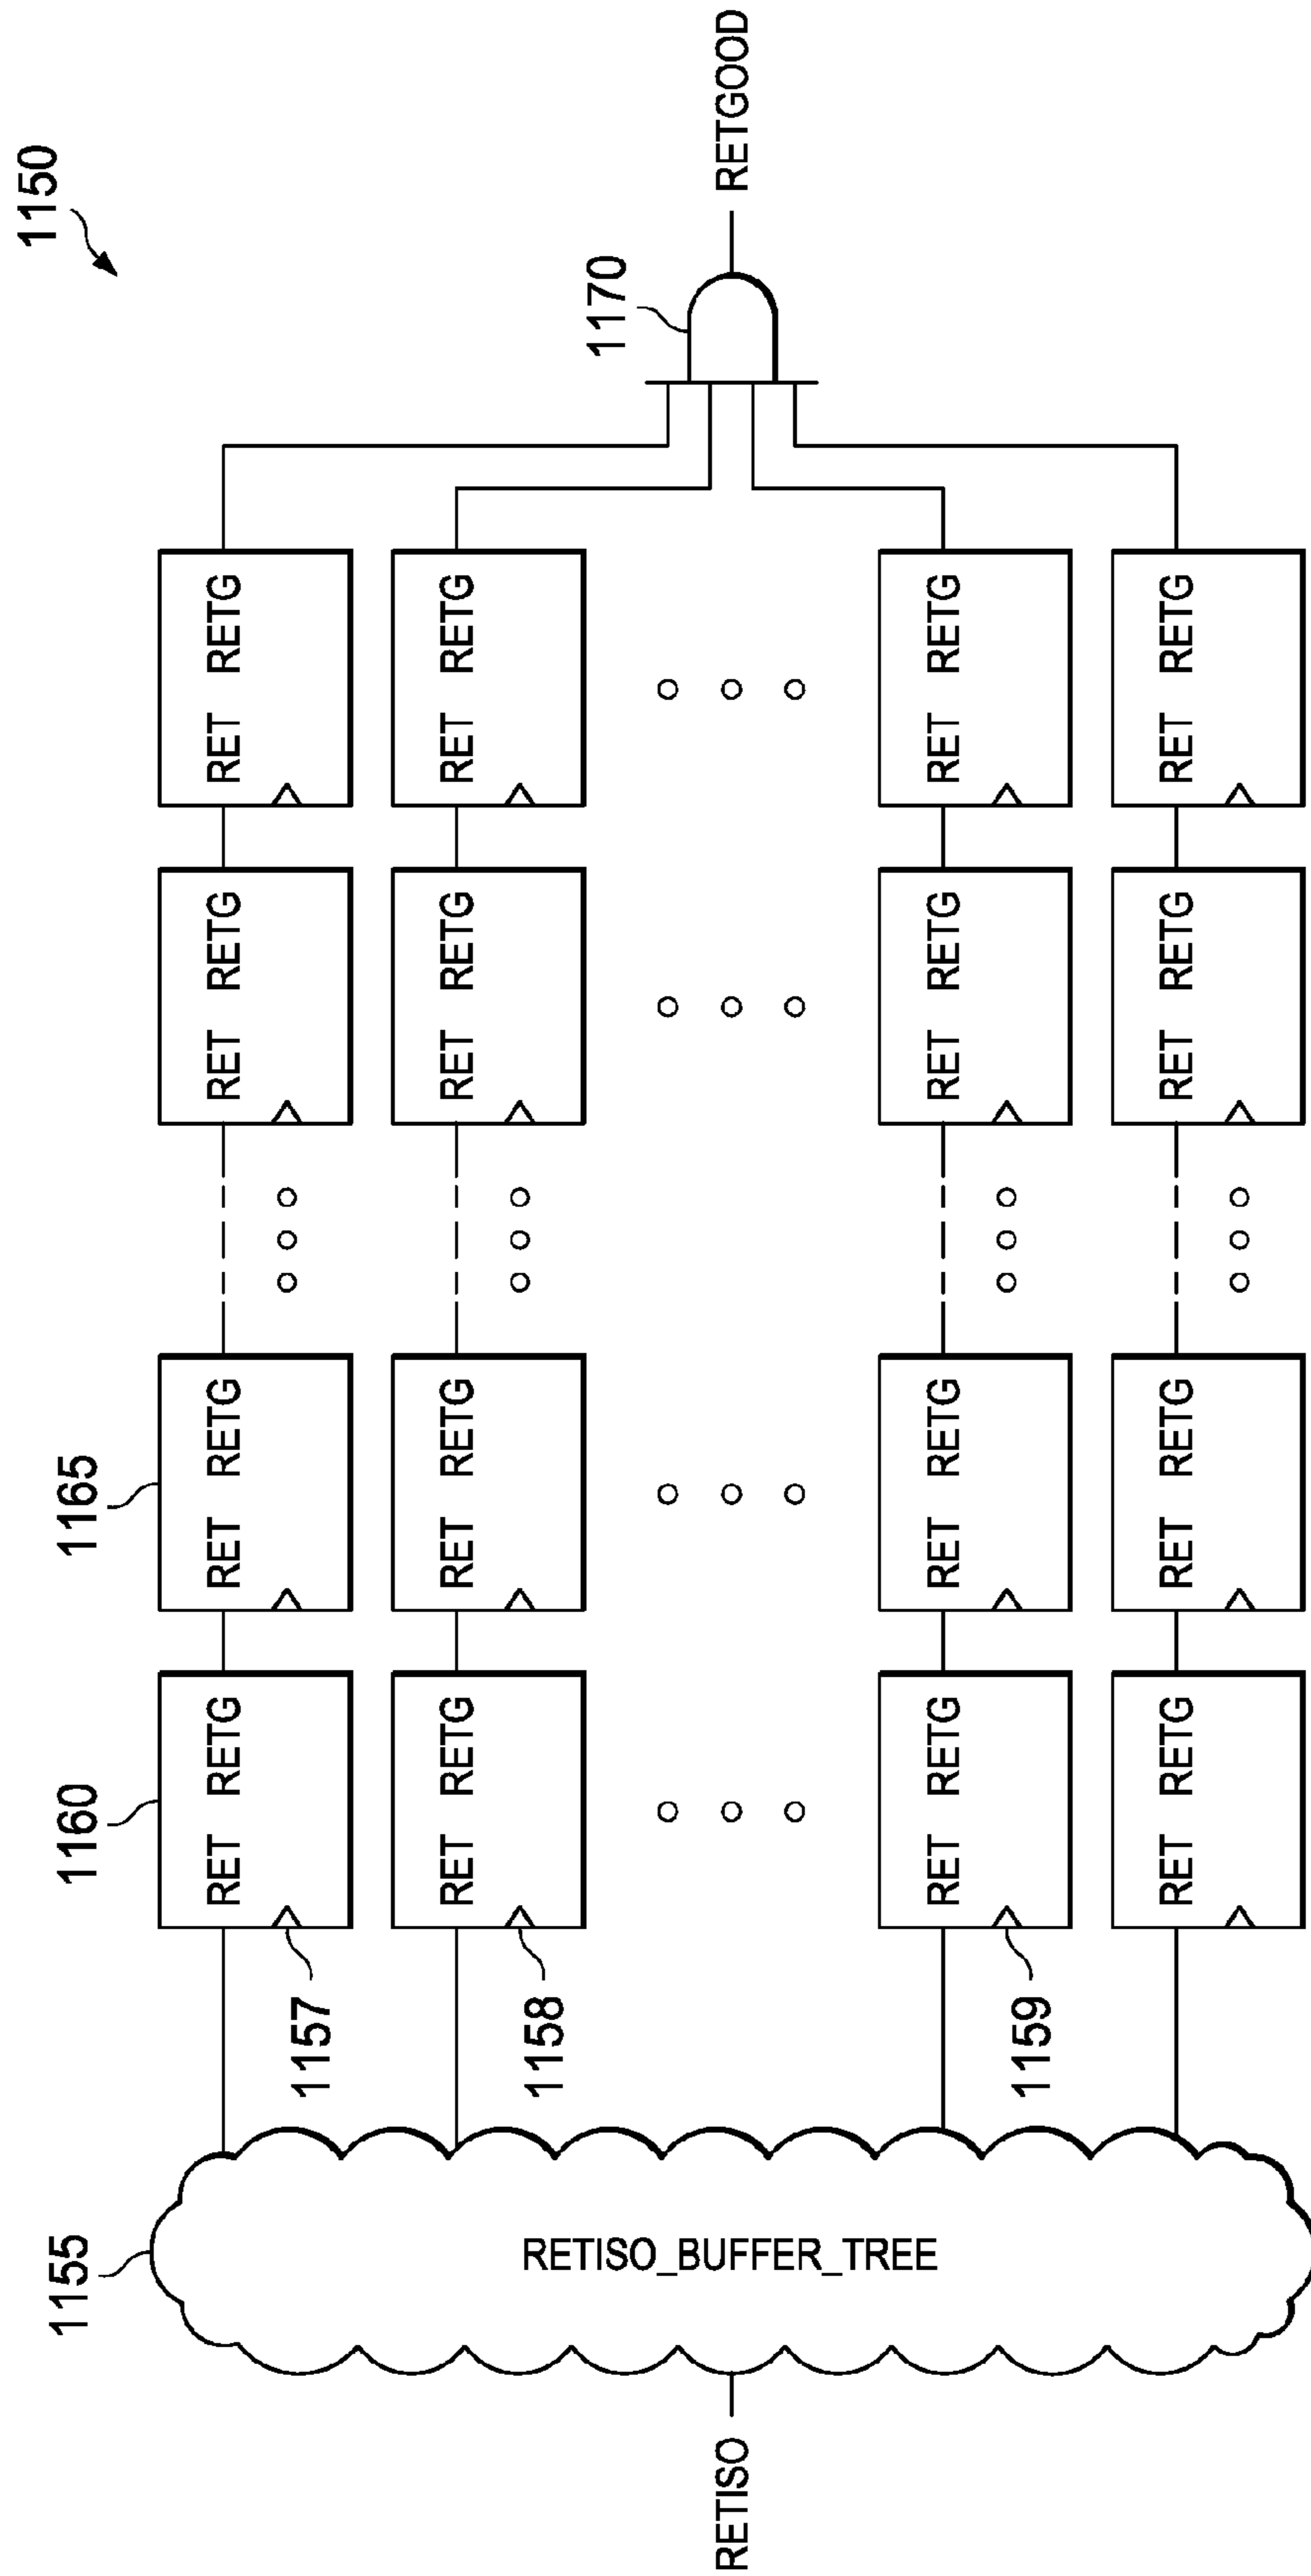 1150
1160
1165
RET RETG
RET RETG
RET RETG
RET RETG
1155
1157
RET RETG
RET RETG
RET RETG
RET RETG
1158
1170
RETISO
RETISO_BUFFER_TREE
RETGOOD
RET RETG
RET RETG
RET RETG
RET RETG
1159
RET RETG
RET RETG
RET RETG
RET RETG